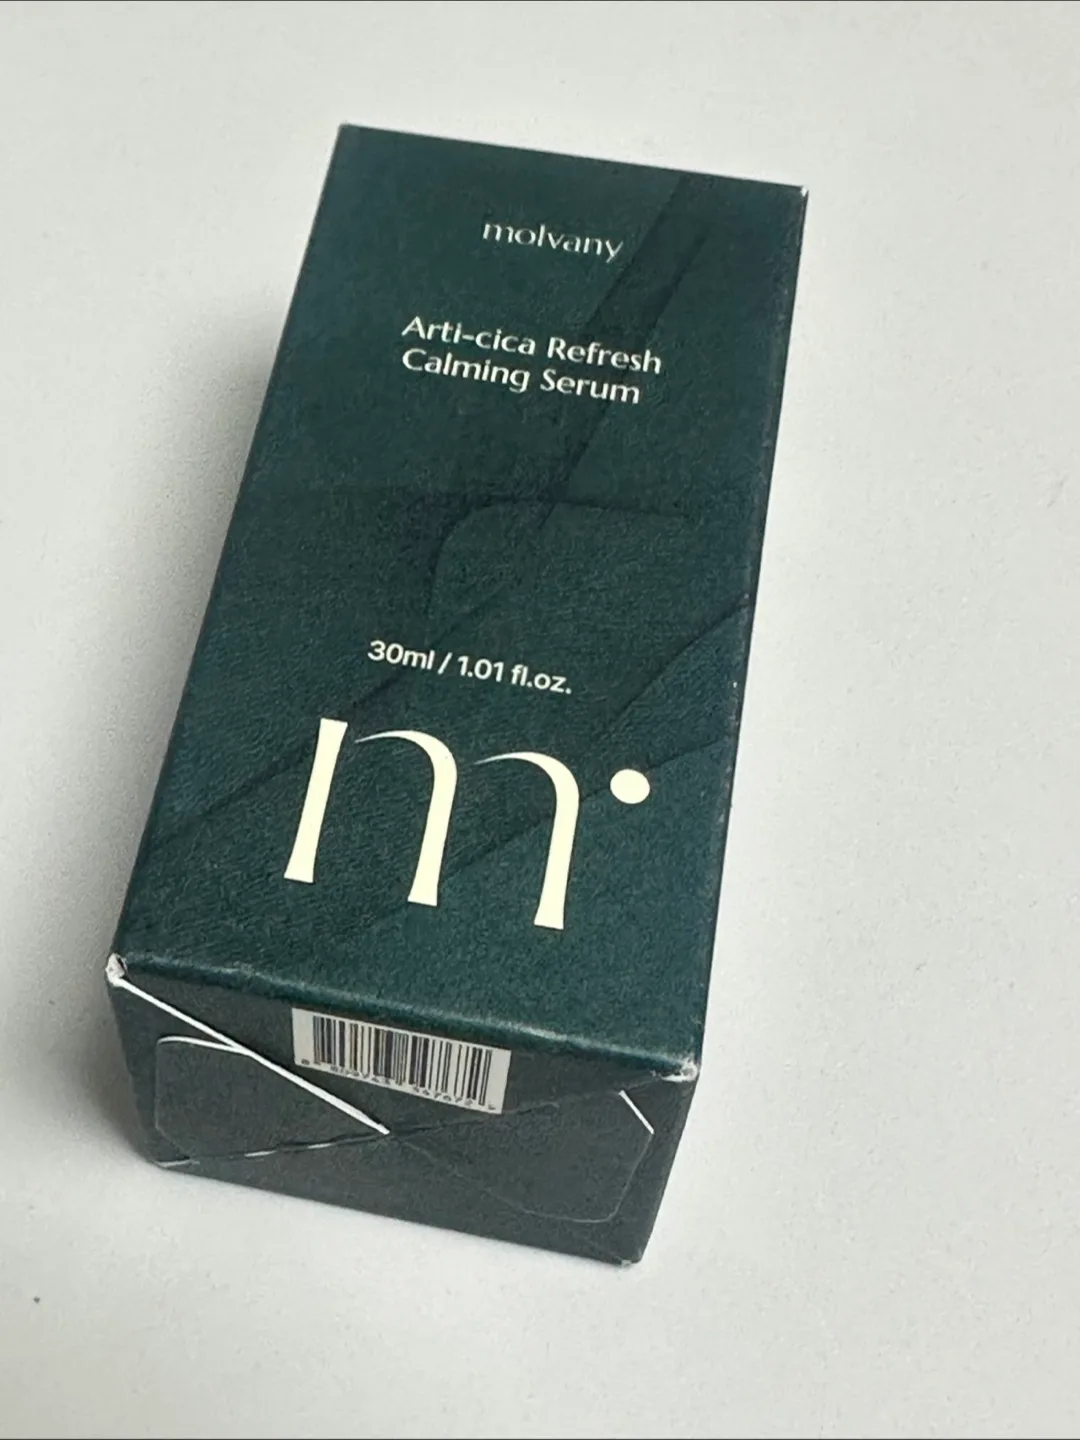 molvany
Arti-cica Refresh
Calming Serum
30ml / 1.01 fl.oz.
m